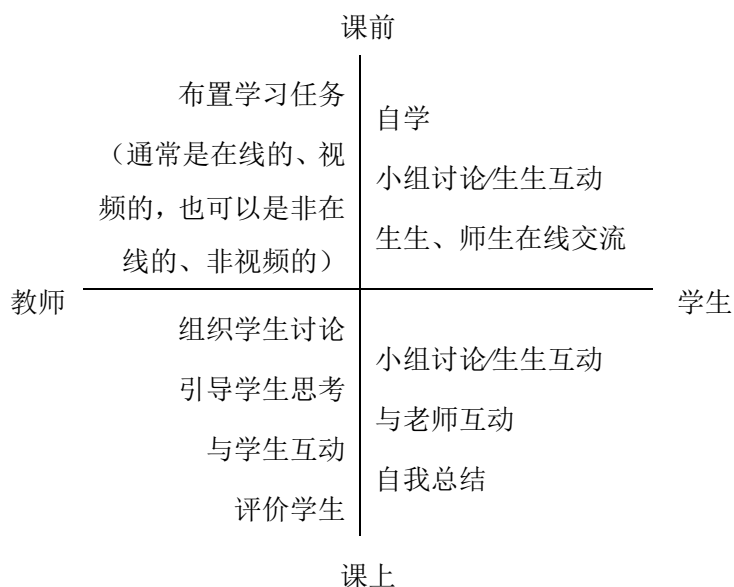 课前
布置学习任务
（通常是在线的、视
频的，也可以是非在
线的、非视频的）
自学
小组讨论/生生互动
生生、师生在线交流
教师
学生
组织学生讨论
引导学生思考
与学生互动
评价学生
小组讨论/生生互动
与老师互动
自我总结
课上